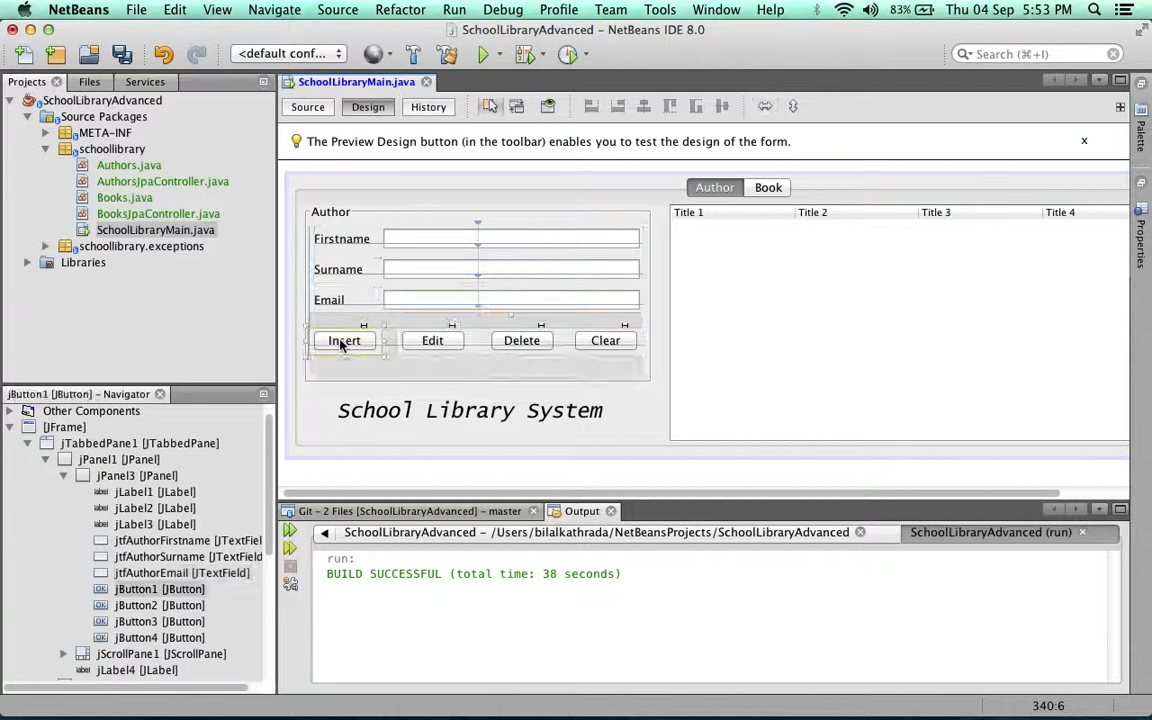 NetBeans File Edit View Navigate Source Refactor Run Debug Profile Team Tools Window Help 83% Thu 04 Sep 5:53 PM
SchoolLibraryAdvanced - NetBeans IDE 8.0
<default conf... Search (⌘+I)
Projects Files Services
SchoolLibraryAdvanced
Source Packages
META-INF
schoollibrary
Authors.java
AuthorsJpaController.java
Books.java
BooksJpaController.java
SchoolLibraryMain.java
schoollibrary.exceptions
Libraries
SchoolLibraryMain.java
Source Design History
The Preview Design button (in the toolbar) enables you to test the design of the form. x
Author Book
Author
Firstname
Surname
Email
Insert Edit Delete Clear
School Library System
Title 1 Title 2 Title 3 Title 4
Palette
Properties
jButton1 [JButton] - Navigator
Other Components
[JFrame]
jTabbedPane1 [JTabbedPane]
jPanel1 [JPanel]
jPanel3 [JPanel]
jLabel1 [JLabel]
jLabel2 [JLabel]
jLabel3 [JLabel]
jtfAuthorFirstname [JTextField
jtfAuthorSurname [JTextField
jtfAuthorEmail [JTextField]
jButton1 [JButton]
jButton2 [JButton]
jButton3 [JButton]
jButton4 [JButton]
jScrollPane1 [JScrollPane]
jLabel4 [JLabel]
Git - 2 Files [SchoolLibraryAdvanced] - master Output
SchoolLibraryAdvanced - /Users/bilalkathrada/NetBeansProjects/SchoolLibraryAdvanced SchoolLibraryAdvanced (run)
run:
BUILD SUCCESSFUL (total time: 38 seconds)
340:6